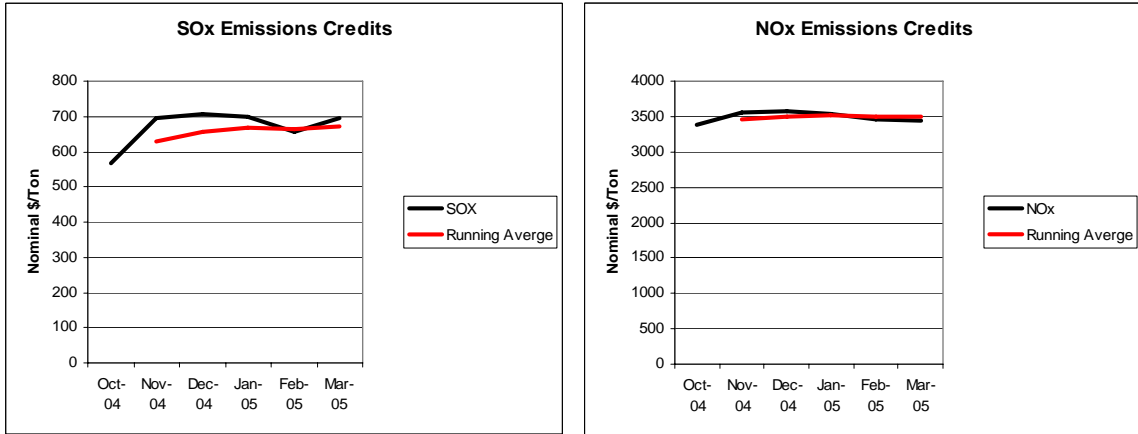 SOx Emissions Credits
Nominal $/Ton
800
700
600
500
400
300
200
100
0
Oct-
04
Nov-
04
Dec-
04
Jan-
05
Feb-
05
Mar-
05
SOX
Running Averge
NOx Emissions Credits
Nominal $/Ton
4000
3500
3000
2500
2000
1500
1000
500
0
Oct-
04
Nov-
04
Dec-
04
Jan-
05
Feb-
05
Mar-
05
NOx
Running Averge